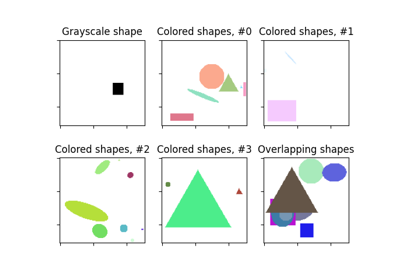 Grayscale shape
Colored shapes, #0
Colored shapes, #1
Colored shapes, #2
Colored shapes, #3
Overlapping shapes